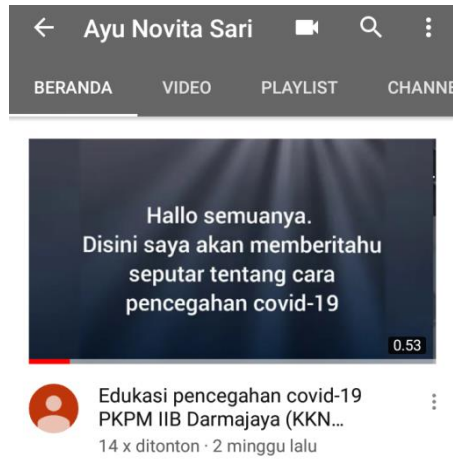 Ayu Novita Sari
BERANDA VIDEO PLAYLIST CHANNE
Hallo semuanya.
Disini saya akan memberitahu
seputar tentang cara
pencegahan covid-19
0.53
Edukasi pencegahan covid-19
PKPM IIB Darmajaya (KKN...
14 x ditonton · 2 minggu lalu